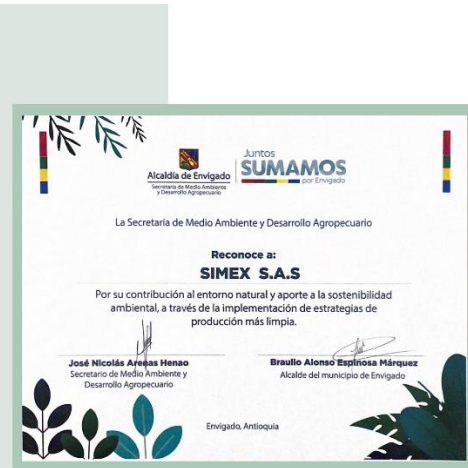 Alcaldía de Envigado
Secretaría de Medio Ambiente
y Desarrollo Agropecuario
Juntos
SUMAMOS
por Envigado
La Secretaría de Medio Ambiente y Desarrollo Agropecuario
Reconoce a:
SIMEX S.A.S
Por su contribución al entorno natural y aporte a la sostenibilidad
ambiental, a través de la implementación de estrategias de
producción más limpia.
José Nicolás Arenas Henao
Secretario de Medio Ambiente y
Desarrollo Agropecuario
Braulio Alonso Espinosa Márquez
Alcalde del municipio de Envigado
Envigado, Antioquia